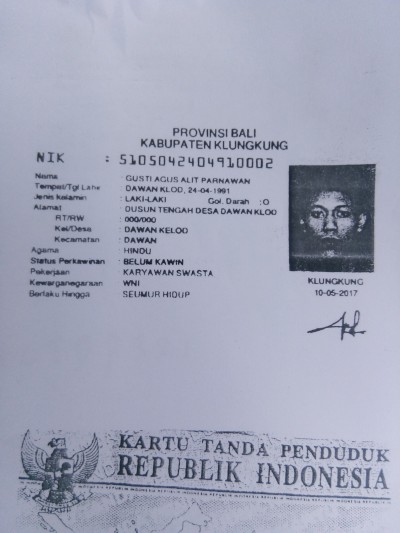 PROVINSI BALI
KABUPATEN KLUNGKUNG
NIK : 5105042404910002
Nama : GUSTI AGUS ALIT PARNAWAN
Tempat/Tgl Lahir : DAWAN KLOD, 24-04-1991
Jenis kelamin : LAKI-LAKI Gol. Darah : O
Alamat : DUSUN TENGAH DESA DAWAN KLOD
RT/RW : 000/000
Kel/Desa : DAWAN KELOD
Kecamatan : DAWAN
Agama : HINDU
Status Perkawinan : BELUM KAWIN
Pekerjaan : KARYAWAN SWASTA
Kewarganegaraan : WNI
Berlaku Hingga : SEUMUR HIDUP
KLUNGKUNG
10-05-2017
KARTU TANDA PENDUDUK
REPUBLIK INDONESIA